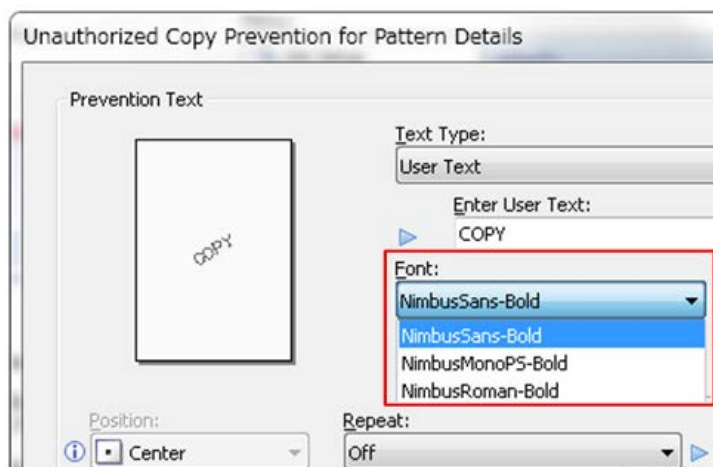 Unauthorized Copy Prevention for Pattern Details
Prevention Text
COPY
Text Type:
User Text
Enter User Text:
COPY
Font:
NimbusSans-Bold
NimbusSans-Bold
NimbusMonoPS-Bold
NimbusRoman-Bold
Position:
Center
Repeat:
Off